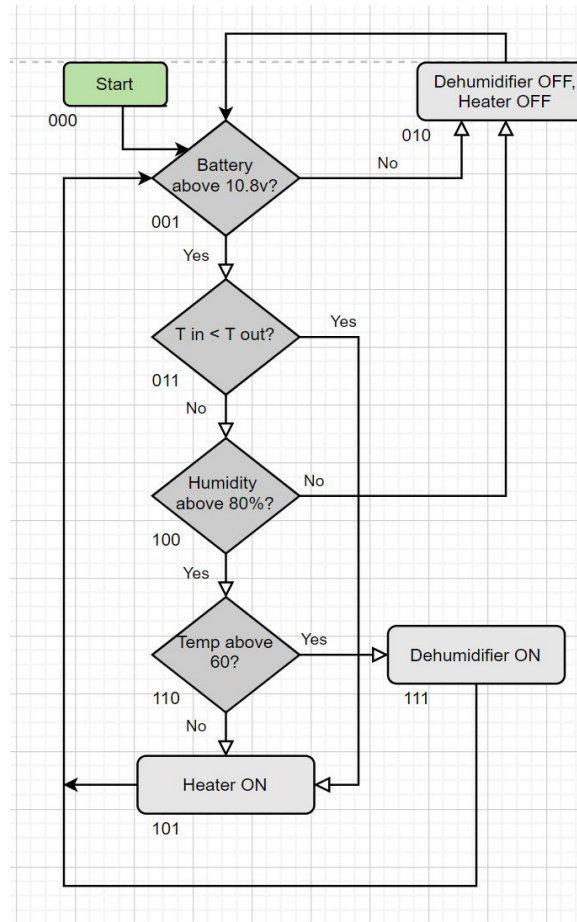 Start
000
Dehumidifier OFF,
Heater OFF
010
Battery
above 10.8v?
No
001
Yes
T in < T out?
Yes
011
No
Humidity
above 80%?
No
100
Yes
Temp above
60?
Yes
Dehumidifier ON
110
111
No
Heater ON
101